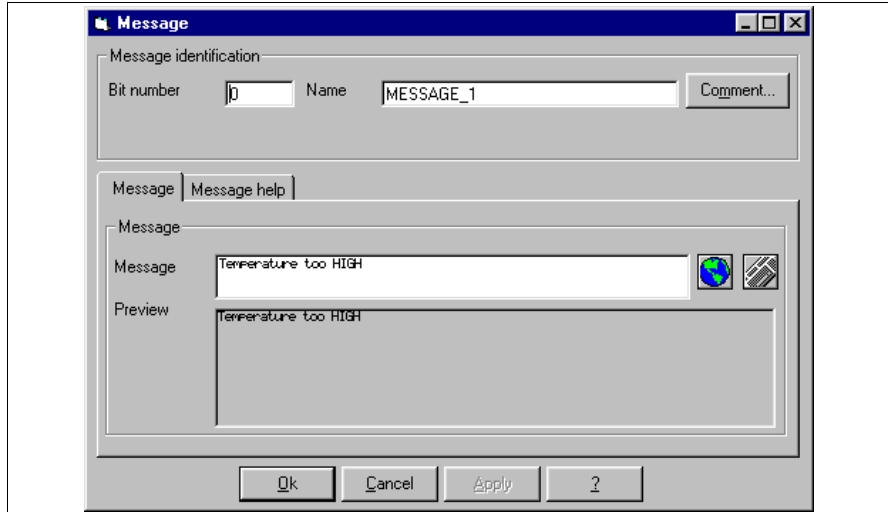 Message
Message identification
Bit number 0 Name MESSAGE_1 Comment...
Message Message help
Message
Message Temperature too HIGH
Preview Temperature too HIGH
Ok Cancel Apply ?